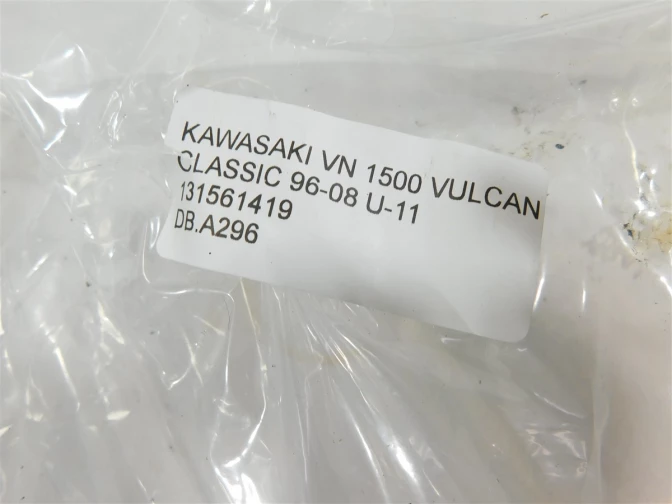 KAWASAKI VN 1500 VULCAN
CLASSIC 96-08 U-11
131561419
DB.A296